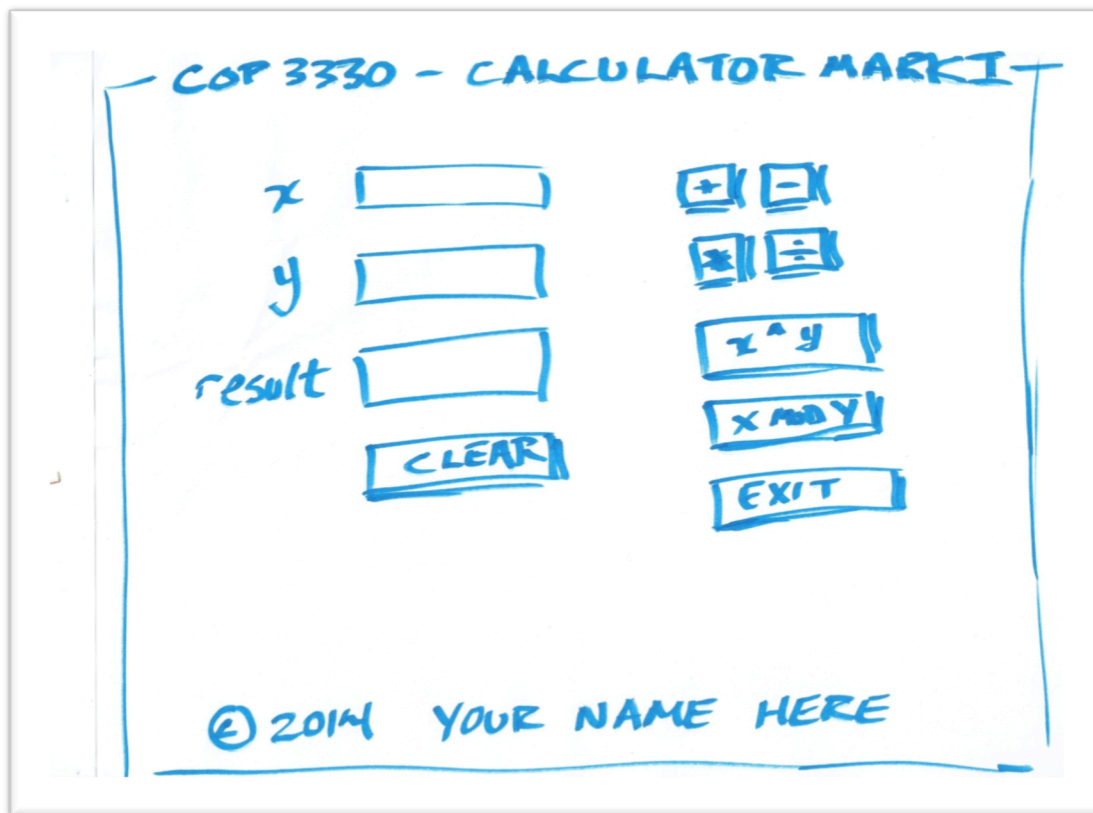 COP 3330 - CALCULATOR MARK I
x + -
y * ÷
result x^y
CLEAR X MOD Y
EXIT
© 2014 YOUR NAME HERE